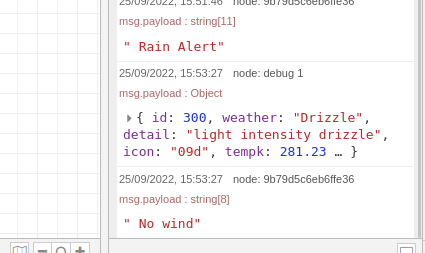 25/09/2022, 15:51:46 node: 9b79d5c6eb6ffe36
msg.payload : string[11]
" Rain Alert"
25/09/2022, 15:53:27 node: debug 1
msg.payload : Object
{ id: 300, weather: "Drizzle",
detail: "light intensity drizzle",
icon: "09d", tempk: 281.23 … }
25/09/2022, 15:53:27 node: 9b79d5c6eb6ffe36
msg.payload : string[8]
" No wind"